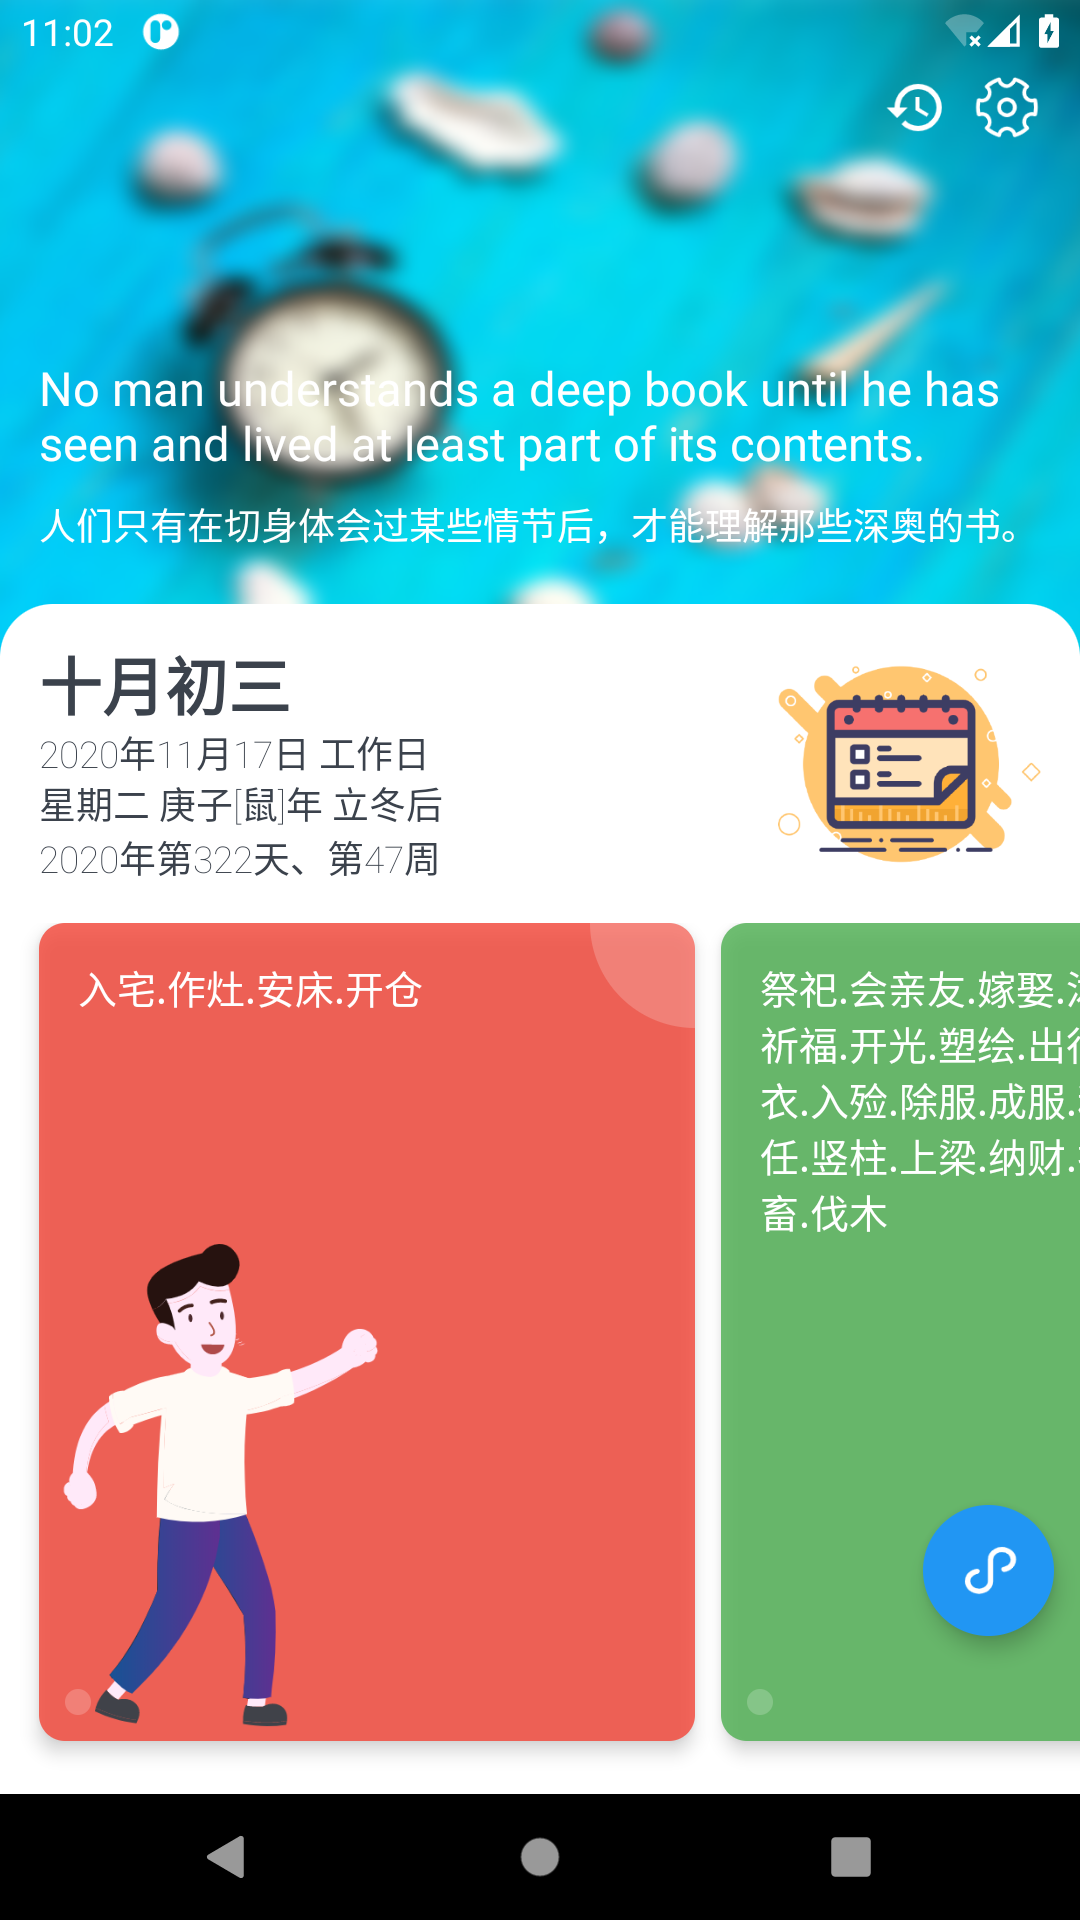 11:02
No man understands a deep book until he has
seen and lived at least part of its contents.
人们只有在切身体会过某些情节后，才能理解那些深奥的书。
十月初三
2020年11月17日 工作日
星期二 庚子[鼠]年 立冬后
2020年第322天、第47周
入宅.作灶.安床.开仓
祭祀.会亲友.嫁娶.
祈福.开光.塑绘.出行
衣.入殓.除服.成服.
任.竖柱.上梁.纳财.
畜.伐木